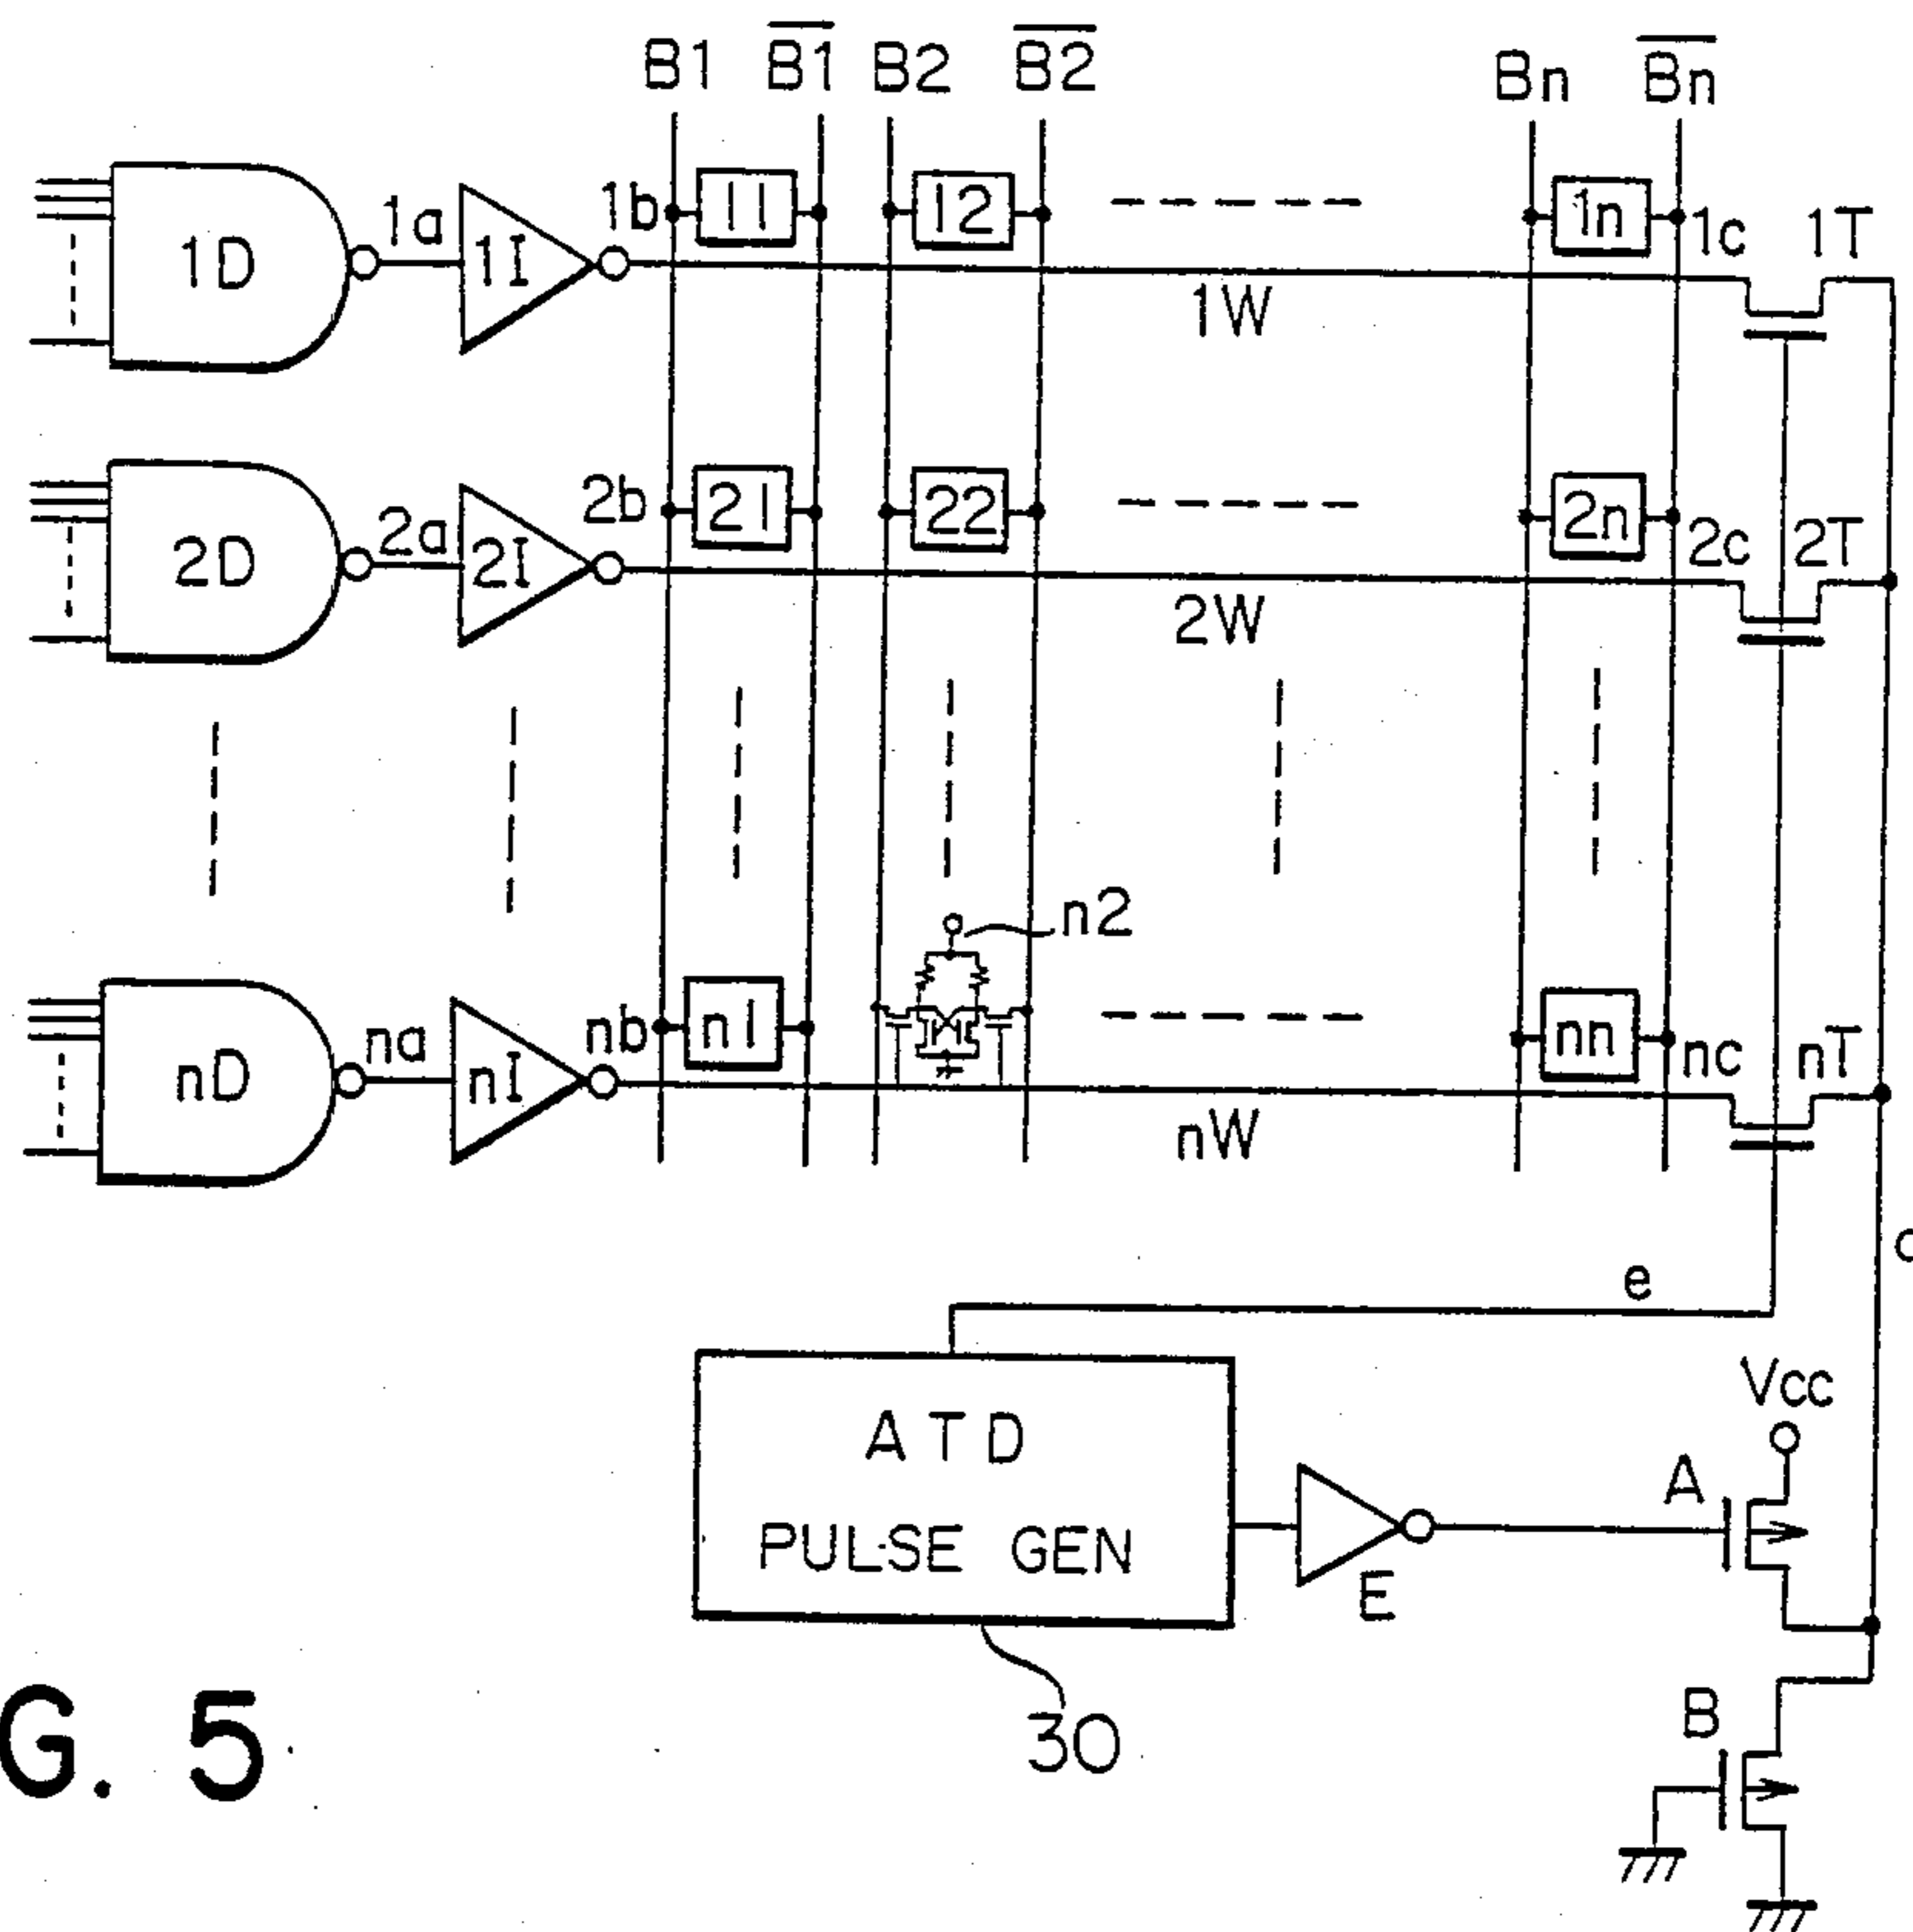 B1 B1̅ B2 B2̅ Bn Bn̅
1D 1a 1I 1b 11 12 1n 1c 1T
1W
2D 2a 2I 2b 21 22 2n 2c 2T
2W
n2
nD na nI nb n1 nn nc nT
nW
e
ATD
PULSE GEN
E
A
Vcc
30
B
G. 5